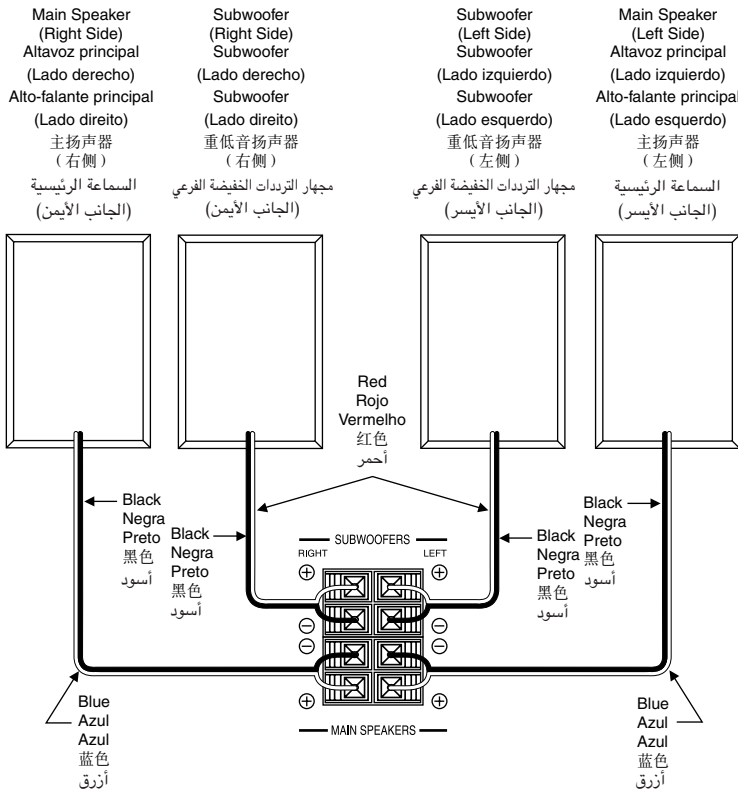 Main Speaker
(Right Side)
Altavoz principal
(Lado derecho)
Alto-falante principal
(Lado direito)
主扬声器
（右侧）
السماعة الرئيسية
(الجانب الأيمن)
Subwoofer
(Right Side)
Subwoofer
(Lado derecho)
Subwoofer
(Lado direito)
重低音扬声器
（右侧）
مجهار الترددات الخفيضة الفرعي
(الجانب الأيمن)
Subwoofer
(Left Side)
Subwoofer
(Lado izquierdo)
Subwoofer
(Lado esquerdo)
重低音扬声器
（左侧）
مجهار الترددات الخفيضة الفرعي
(الجانب الأيسر)
Main Speaker
(Left Side)
Altavoz principal
(Lado izquierdo)
Alto-falante principal
(Lado esquerdo)
主扬声器
（左侧）
السماعة الرئيسية
(الجانب الأيسر)
Red
Rojo
Vermelho
红色
أحمر
Black
Negra
Preto
黑色
أسود
Black
Negra
Preto
黑色
أسود
SUBWOOFERS
RIGHT
LEFT
+
+
−
−
−
−
+
+
MAIN SPEAKERS
Black
Negra
Preto
黑色
أسود
Black
Negra
Preto
黑色
أسود
Blue
Azul
Azul
蓝色
أزرق
Blue
Azul
Azul
蓝色
أزرق